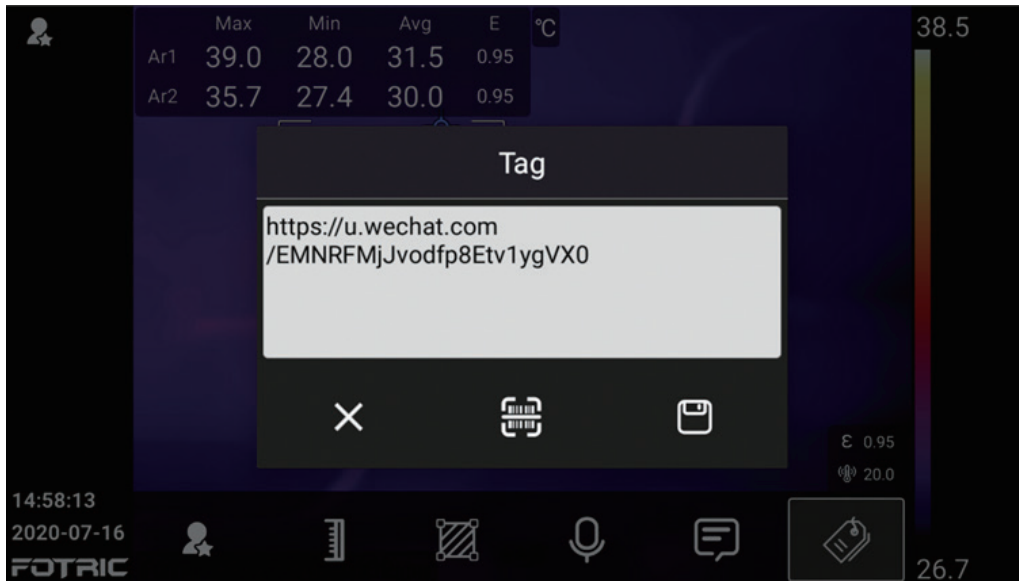 Max Min Avg E °C
38.5
Ar1 39.0 28.0 31.5 0.95
Ar2 35.7 27.4 30.0 0.95
Tag
https://u.wechat.com
/EMNRFMjJvodfp8Etv1ygVX0
ε 0.95
20.0
14:58:13
2020-07-16
FOTRIC
26.7